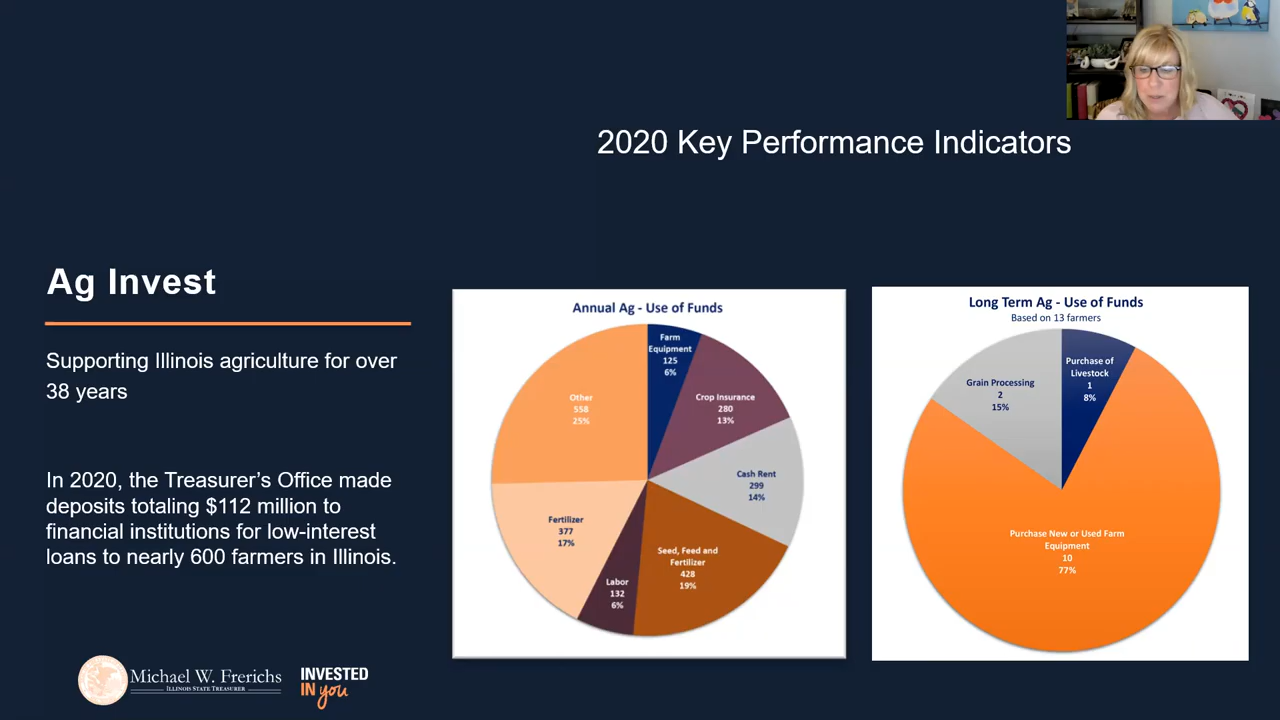 2020 Key Performance Indicators
Ag Invest
Supporting Illinois agriculture for over
38 years
In 2020, the Treasurer’s Office made
deposits totaling $112 million to
financial institutions for low-interest
loans to nearly 600 farmers in Illinois.
Annual Ag - Use of Funds
Farm
Equipment
125
6%
Crop Insurance
280
13%
Cash Rent
299
14%
Seed, Feed and
Fertilizer
428
19%
Labor
132
6%
Fertilizer
377
17%
Other
558
25%
Long Term Ag - Use of Funds
Based on 13 farmers
Purchase of
Livestock
1
8%
Purchase New or Used Farm
Equipment
10
77%
Grain Processing
2
15%
Michael W. Frerichs
ILLINOIS STATE TREASURER
INVESTED
IN you